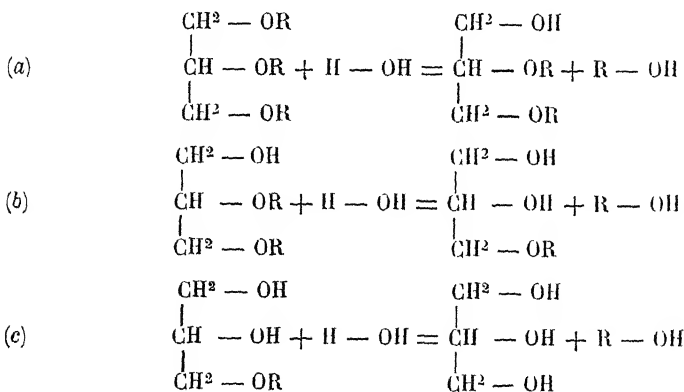 CH² — OR CH² — OH
(a) CH — OR + H — OH = CH — OR + R — OH
CH² — OR CH² — OR
CH² — OH CH² — OH
(b) CH — OR + H — OH = CH — OH + R — OH
CH² — OR CH² — OR
CH² — OH CH² — OH
(c) CH — OH + H — OH = CH — OH + R — OH
CH² — OR CH² — OH